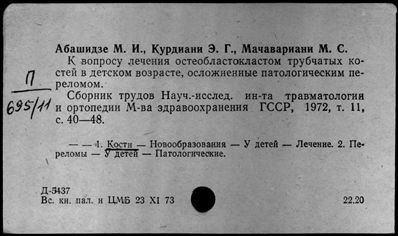 Абашидзе М. И., Курдиани Э. Г., Мачавариани М. С.
К вопросу лечения остеобластокластом трубчатых ко-
стей в детском возрасте, осложненные патологическим пе-
реломом.
П
695/11
Сборник трудов Науч.-исслед. ин-та травматологии
и ортопедии М-ва здравоохранения ГССР, 1972, т. 11,
с. 40—48.
— — 1. Кости — Новообразования — У детей — Лечение. 2. Пе-
реломы — У детей — Патологические.
Д-5437
Вс. кн. пал. и ЦМБ 23 XI 73
22.20